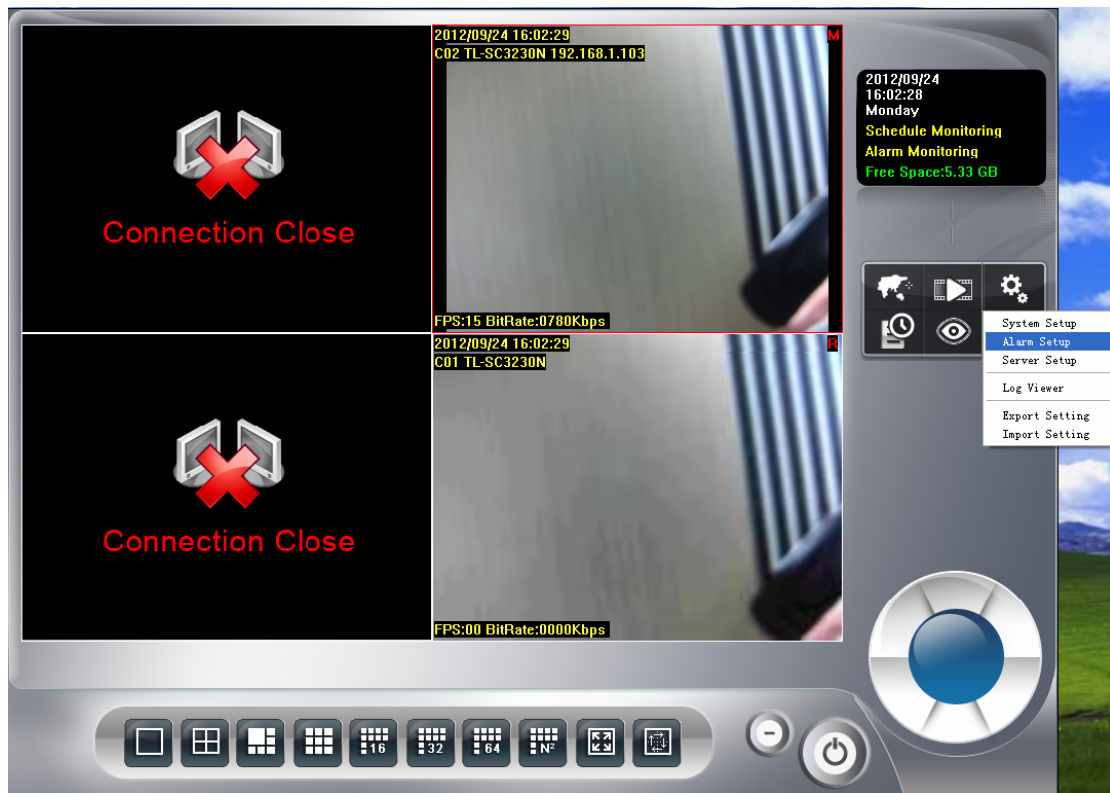 Connection Close
2012/09/24 16:02:29
M
C02 TL-SC3230N 192.168.1.103
FPS:15 BitRate:0780Kbps
Connection Close
2012/09/24 16:02:29
R
C01 TL-SC3230N
FPS:00 BitRate:0000Kbps
2012/09/24
16:02:28
Monday
Schedule Monitoring
Alarm Monitoring
Free Space:5.33 GB
System Setup
Alarm Setup
Server Setup
Log Viewer
Export Setting
Import Setting
16
32
64
N²